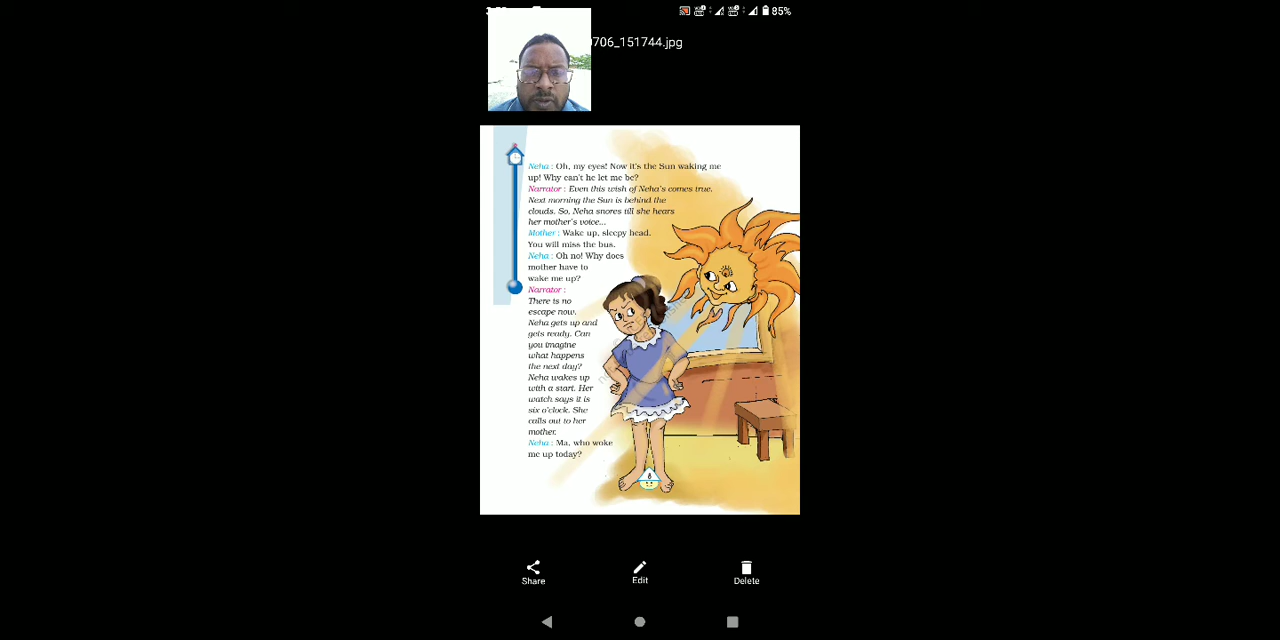 85%
0706_151744.jpg
Neha : Oh, my eyes! Now it's the Sun waking me
up! Why can't he let me be?
Narrator : Even this wish of Neha's comes true.
Next morning the Sun is behind the
clouds. So, Neha snores till she hears
her mother's voice...
Mother : Wake up, sleepy head.
You will miss the bus.
Neha : Oh no! Why does
mother have to
wake me up?
Narrator :
There is no
escape now.
Neha gets up and
gets ready. Can
you imagine
what happens
the next day?
Neha wakes up
with a start. Her
watch says it is
six o'clock. She
calls out to her
mother.
Neha : Ma, who woke
me up today?
6
Share
Edit
Delete